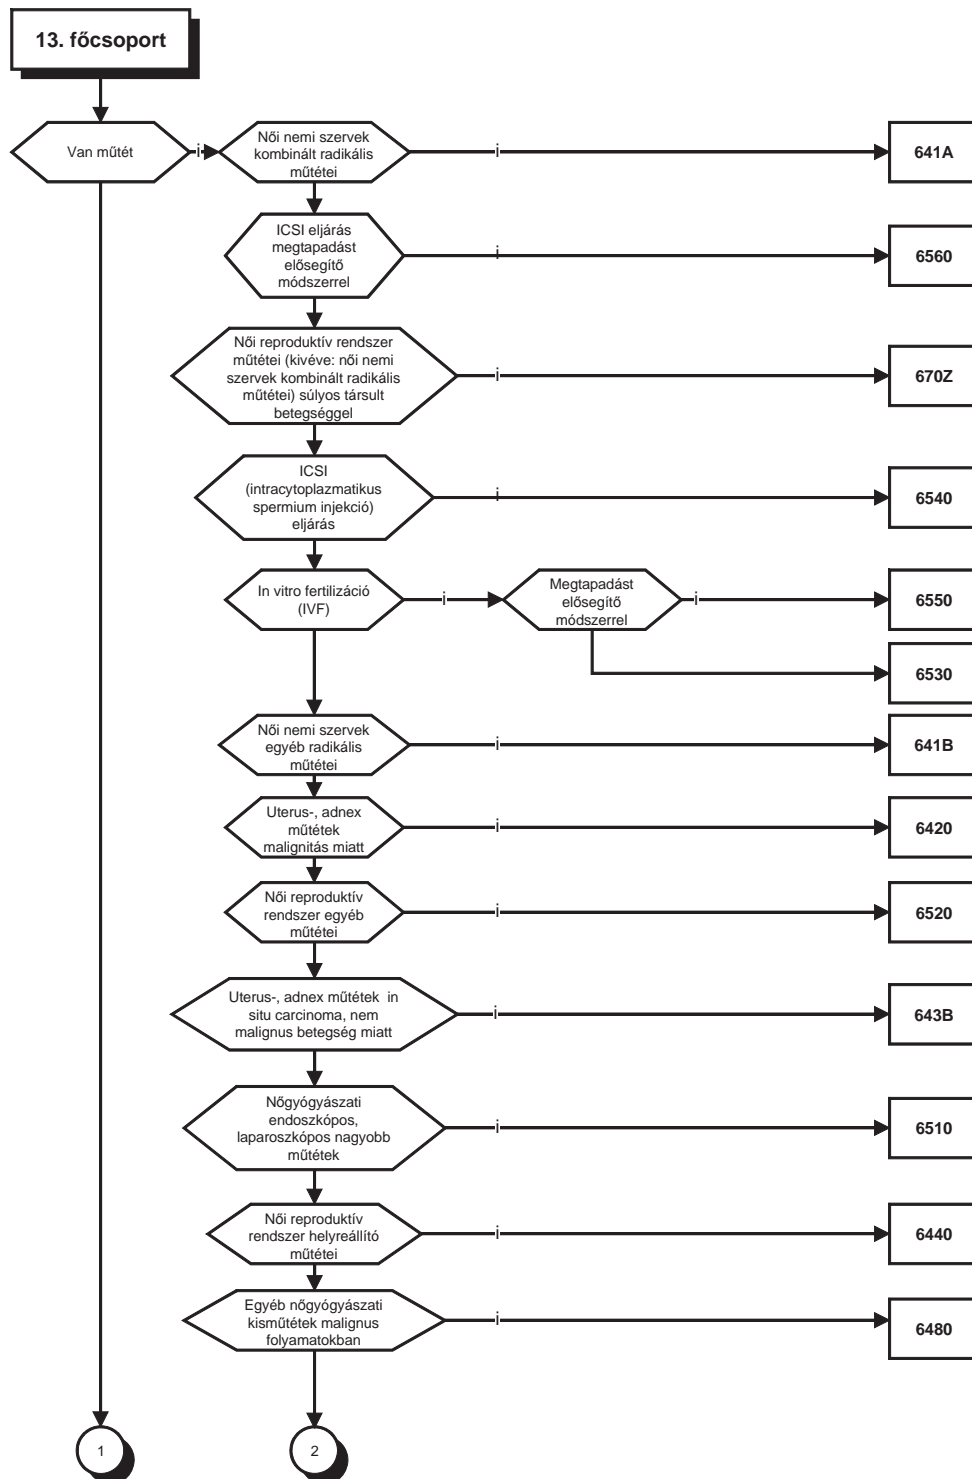 13. főcsoport
Van műtét
i
Női nemi szervek
kombinált radikális
műtétei
i
641A
ICSI eljárás
megtapadást
elősegítő
módszerrel
i
6560
Női reproduktív rendszer
műtétei (kivéve: női nemi
szervek kombinált radikális
műtétei) súlyos társult
betegséggel
i
670Z
ICSI
(intracytoplazmatikus
spermium injekció)
eljárás
i
6540
In vitro fertilizáció
(IVF)
i
Megtapadást
elősegítő
módszerrel
i
6550
6530
Női nemi szervek
egyéb radikális
műtétei
i
641B
Uterus-, adnex
műtétek
malignitás miatt
i
6420
Női reproduktív
rendszer egyéb
műtétei
i
6520
Uterus-, adnex műtétek  in
situ carcinoma, nem
malignus betegség miatt
i
643B
Nőgyógyászati
endoszkópos,
laparoszkópos nagyobb
műtétek
i
6510
Női reproduktív
rendszer helyreállító
műtétei
i
6440
Egyéb nőgyógyászati
kisműtétek malignus
folyamatokban
i
6480
1
2